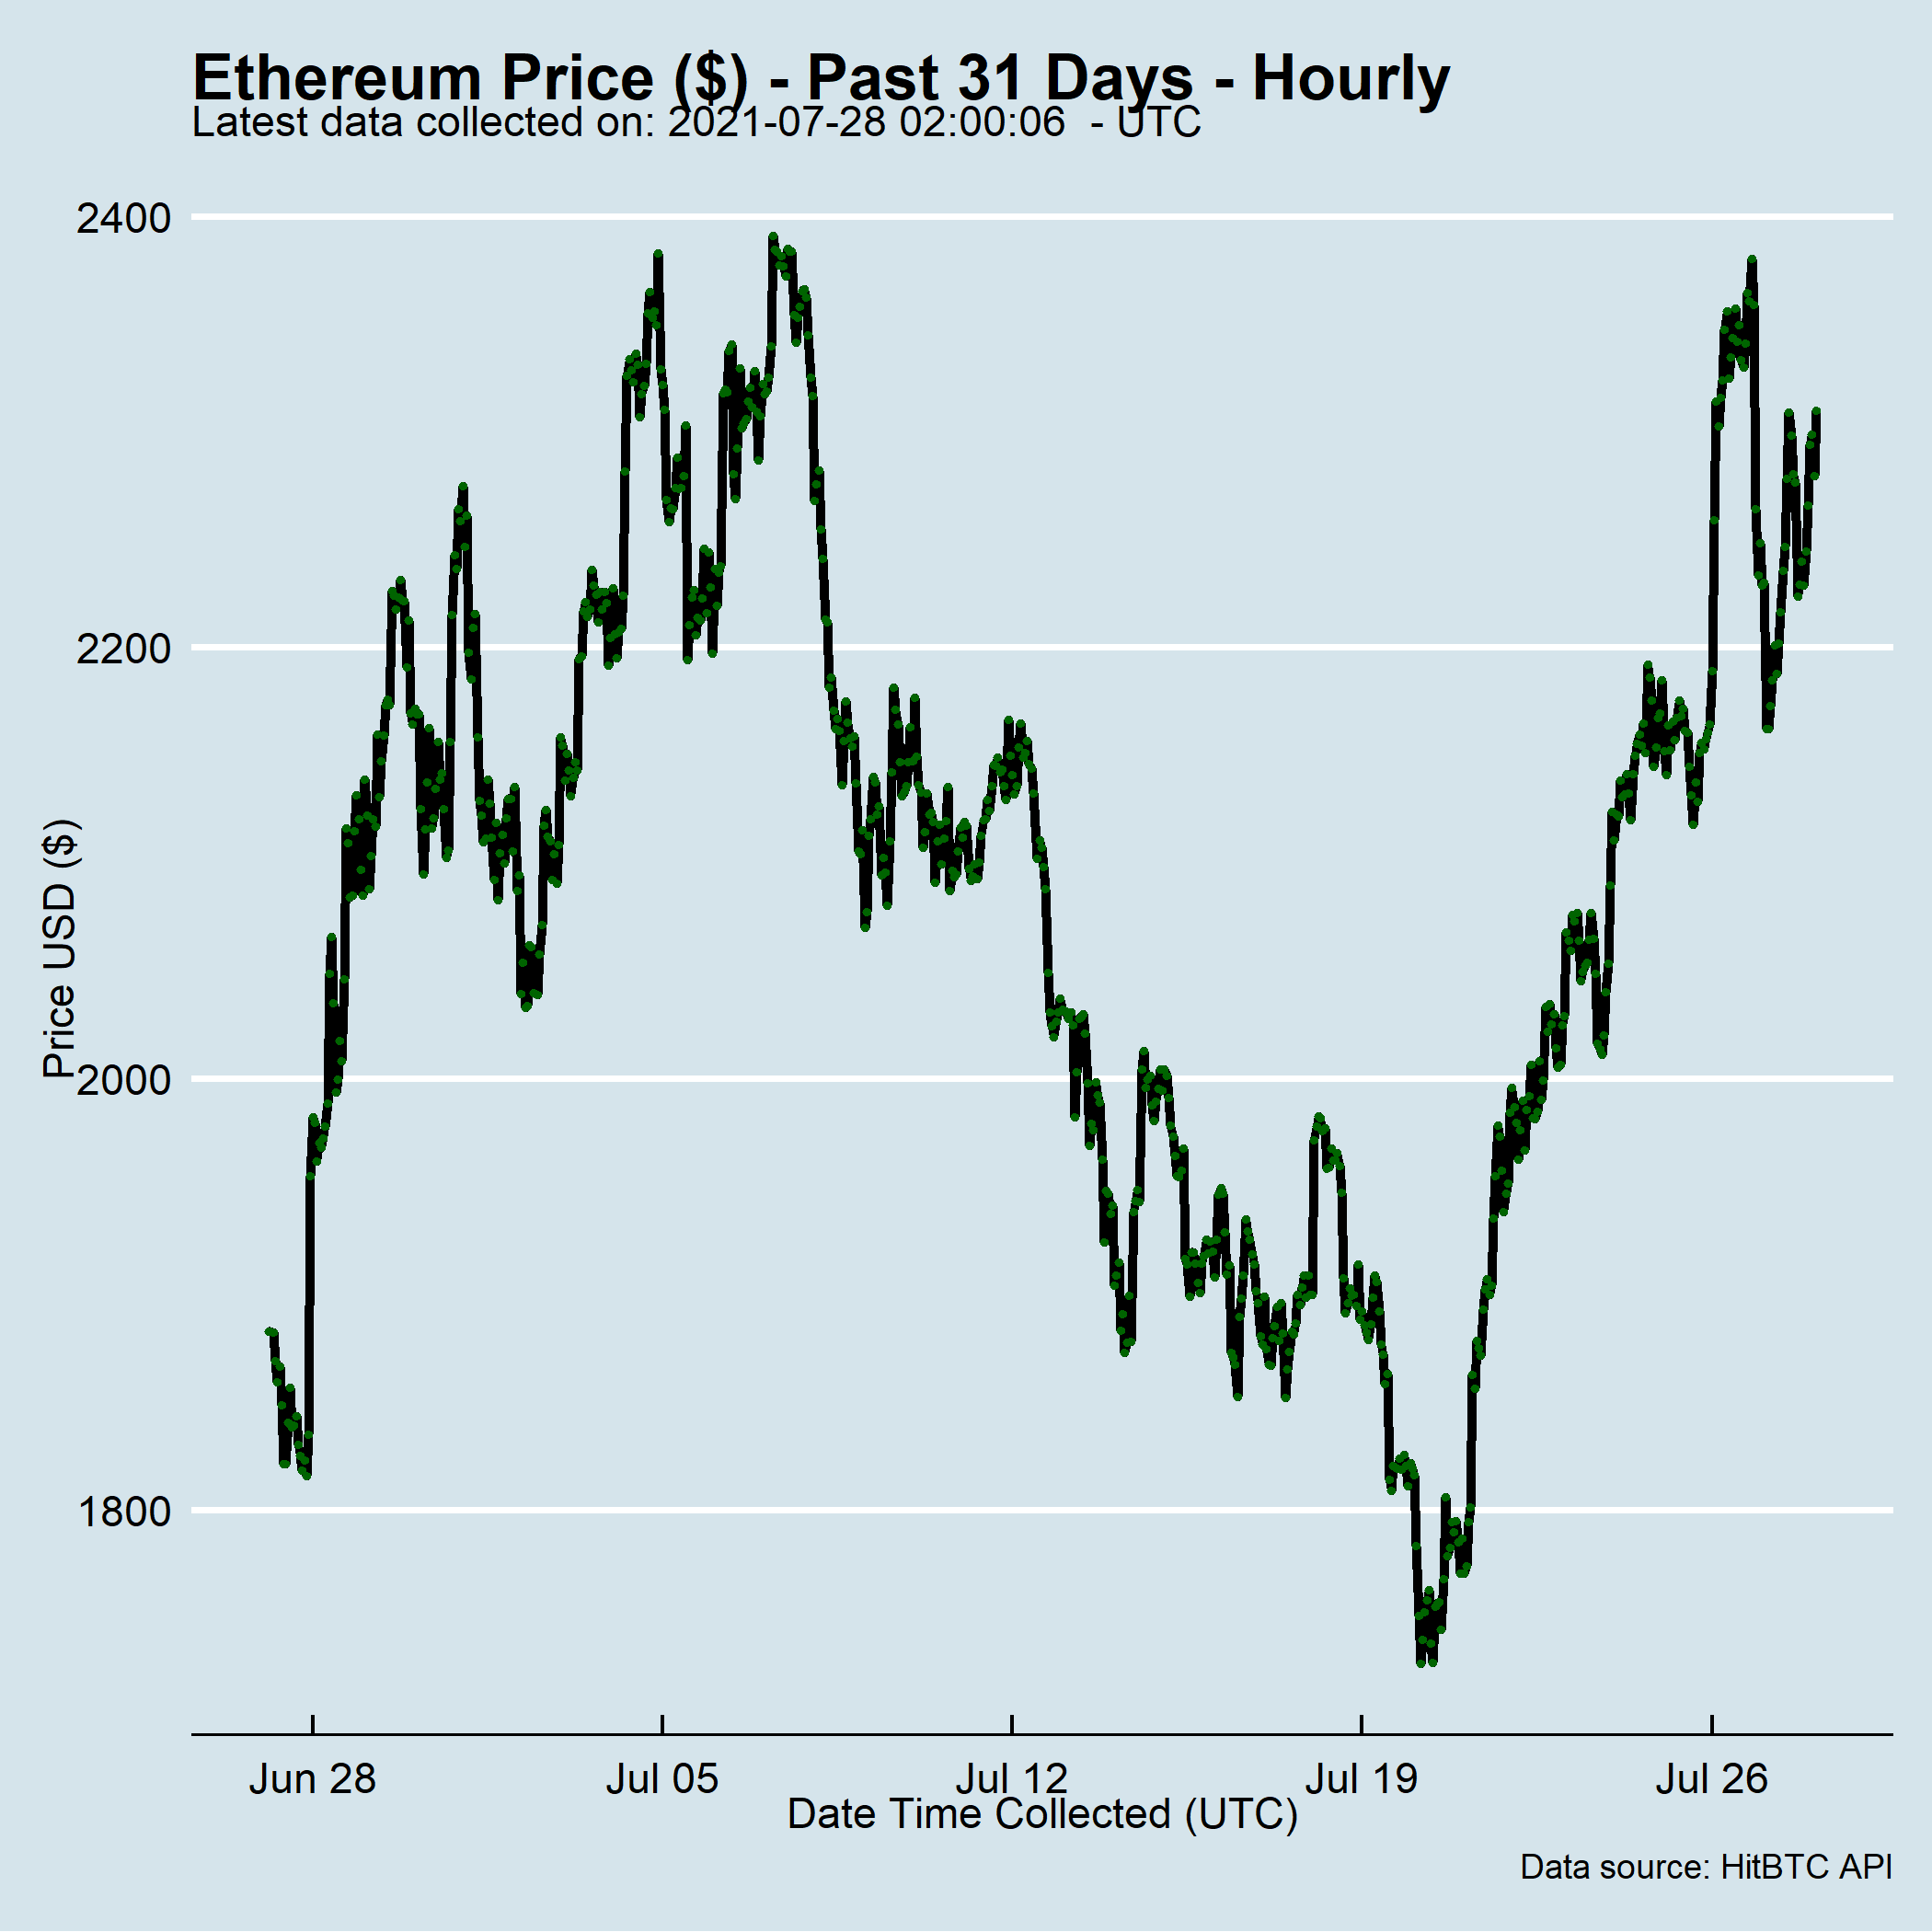 Ethereum Price ($) - Past 31 Days - Hourly
Latest data collected on: 2021-07-28 02:00:06  - UTC
2400
2200
2000
1800
Price USD ($)
Jun 28
Jul 05
Jul 12
Jul 19
Jul 26
Date Time Collected (UTC)
Data source: HitBTC API